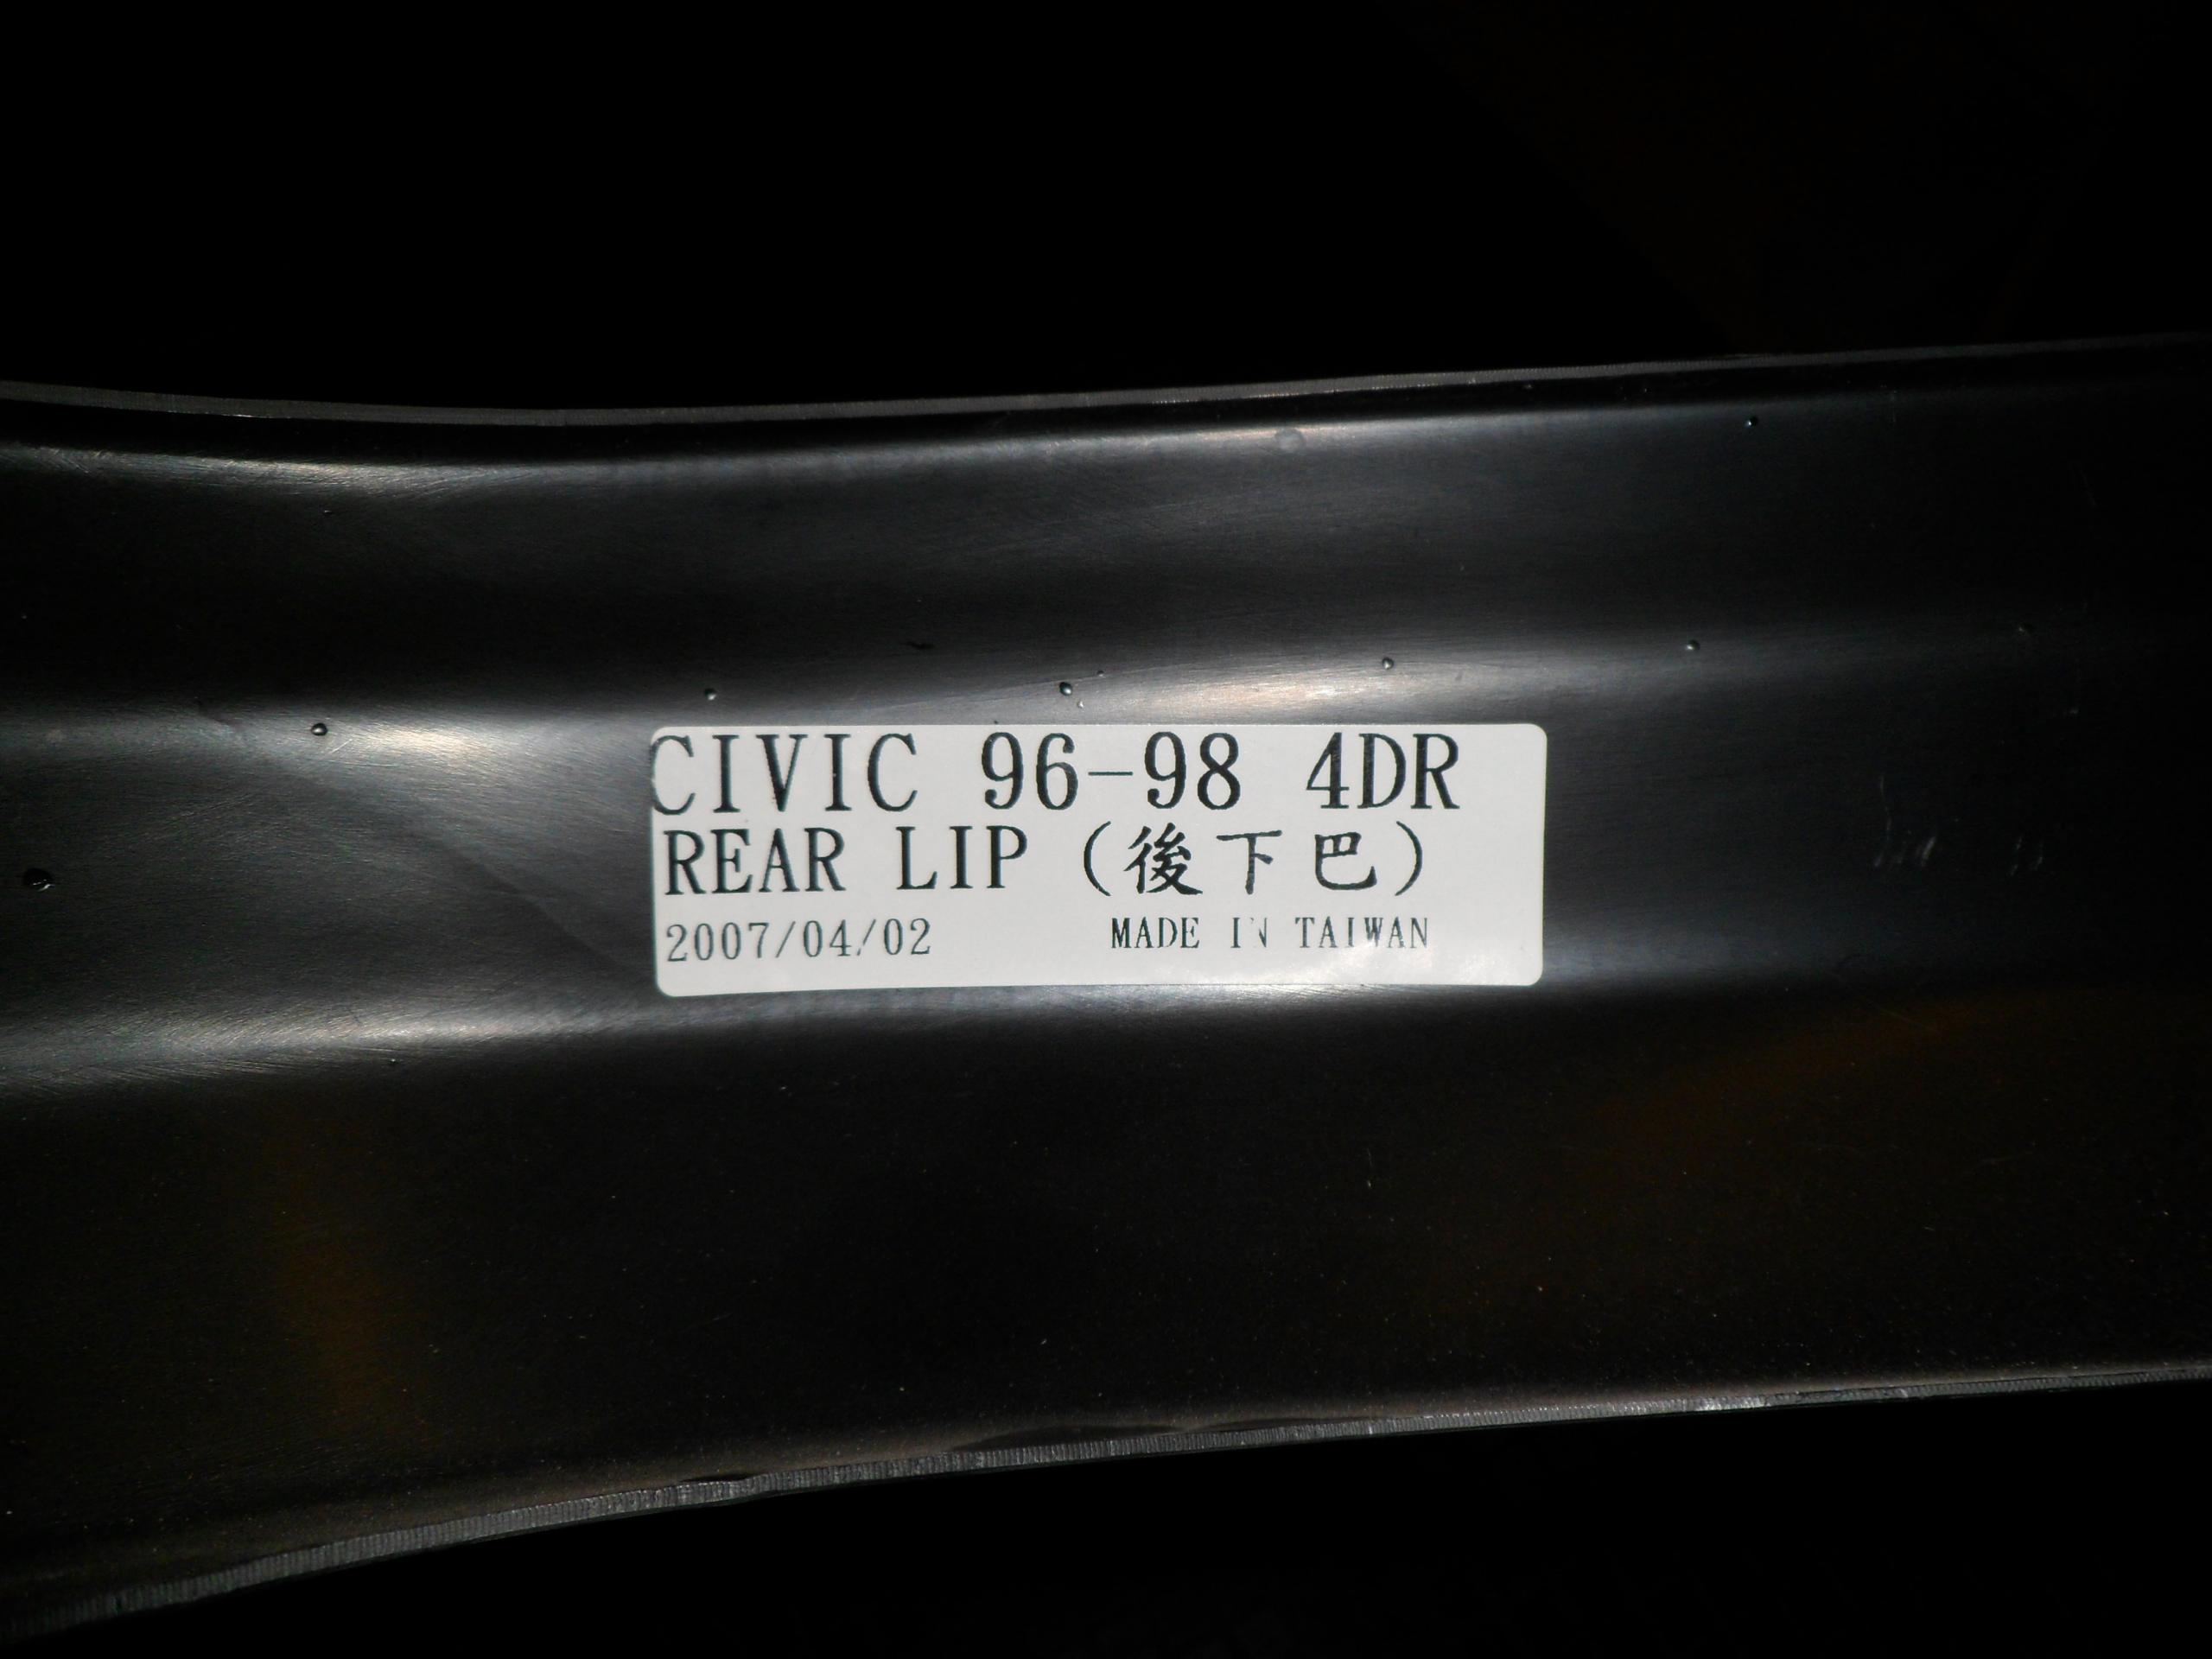 CIVIC 96-98 4DR
REAR LIP (後下巴)
2007/04/02 MADE IN TAIWAN